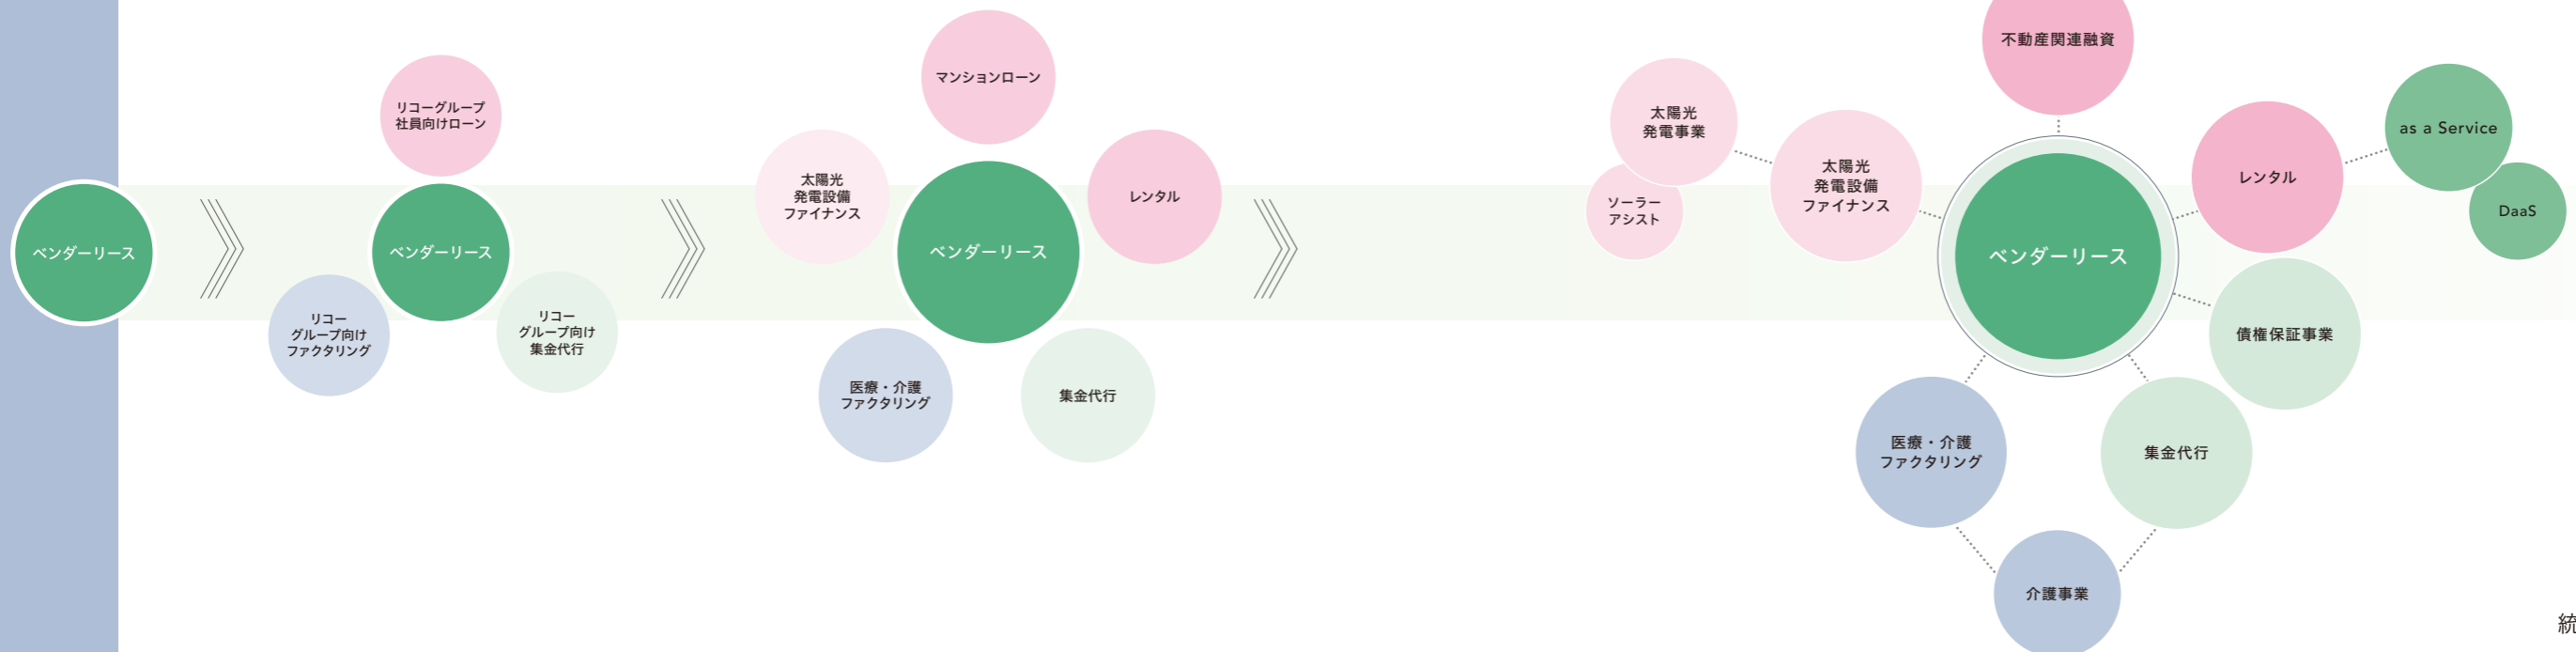 ベンダーリース
リコーグループ
社員向けローン
ベンダーリース
リコー
グループ向け
ファクタリング
リコー
グループ向け
集金代行
マンションローン
太陽光
発電設備
ファイナンス
レンタル
ベンダーリース
医療・介護
ファクタリング
集金代行
不動産関連融資
太陽光
発電事業
ソーラー
アシスト
太陽光
発電設備
ファイナンス
ベンダーリース
レンタル
as a Service
DaaS
債権保証事業
医療・介護
ファクタリング
集金代行
介護事業
統